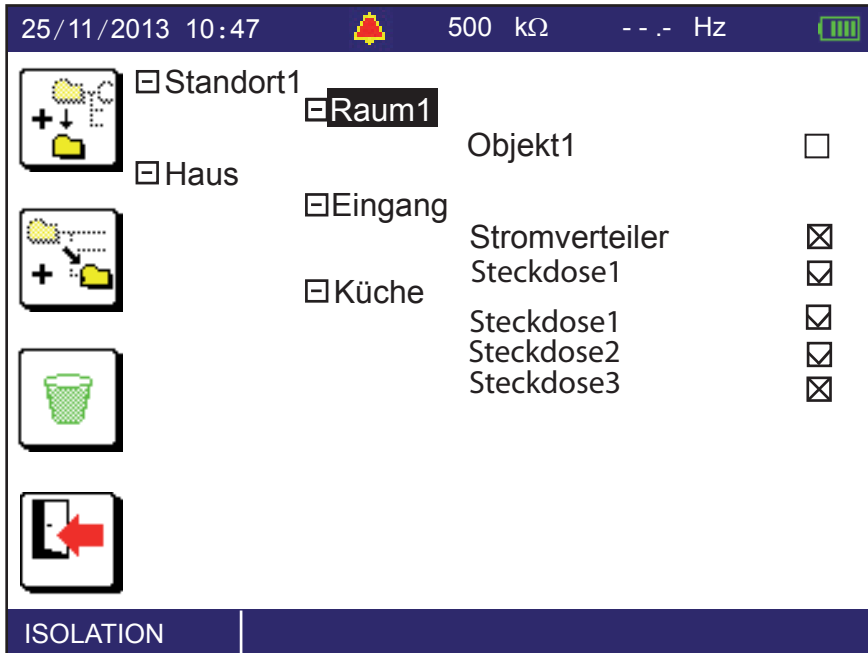 25/11/2013 10:47 500 kΩ - - .- Hz
Standort1
Raum1
Objekt1
Haus
Eingang
Stromverteiler
Steckdose1
Küche
Steckdose1
Steckdose2
Steckdose3
ISOLATION